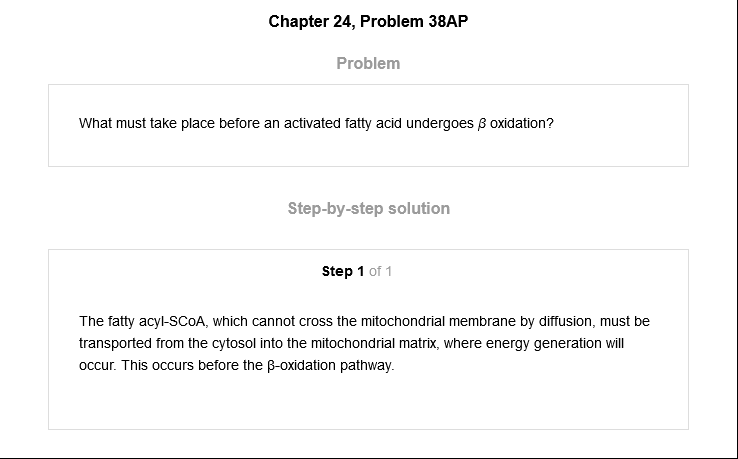 Chapter 24, Problem 38AP
Problem
What must take place before an activated fatty acid undergoes β oxidation?
Step-by-step solution
Step 1 of 1
The fatty acyl-SCoA, which cannot cross the mitochondrial membrane by diffusion, must be
transported from the cytosol into the mitochondrial matrix, where energy generation will
occur. This occurs before the β-oxidation pathway.